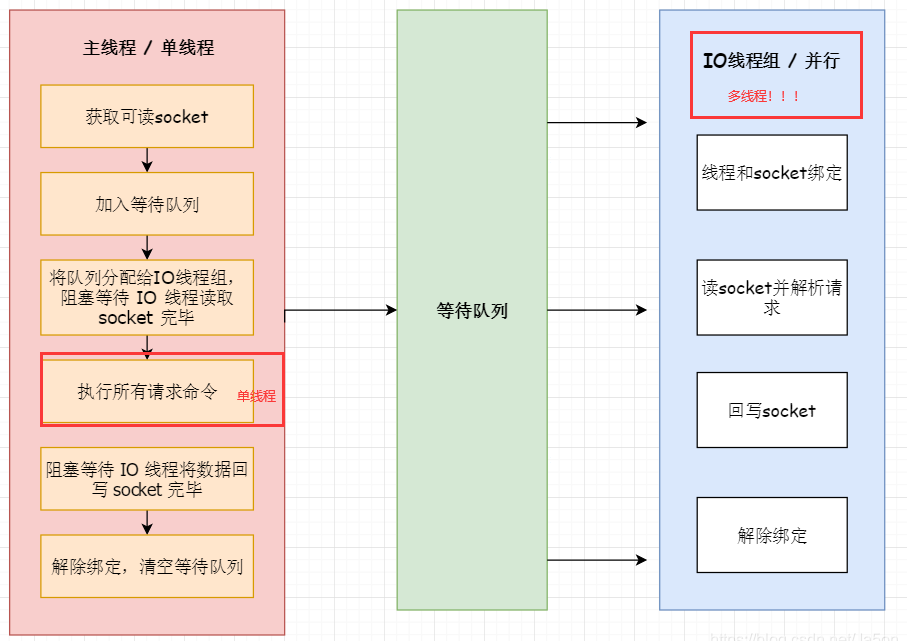 主线程 / 单线程
获取可读socket
加入等待队列
将队列分配给IO线程组，
阻塞等待 IO 线程读取
socket 完毕
执行所有请求命令
单线程
阻塞等待 IO 线程将数据回
写 socket 完毕
解除绑定，清空等待队列
等待队列
IO线程组 / 并行
多线程！！！
线程和socket绑定
读socket并解析请
求
回写socket
解除绑定